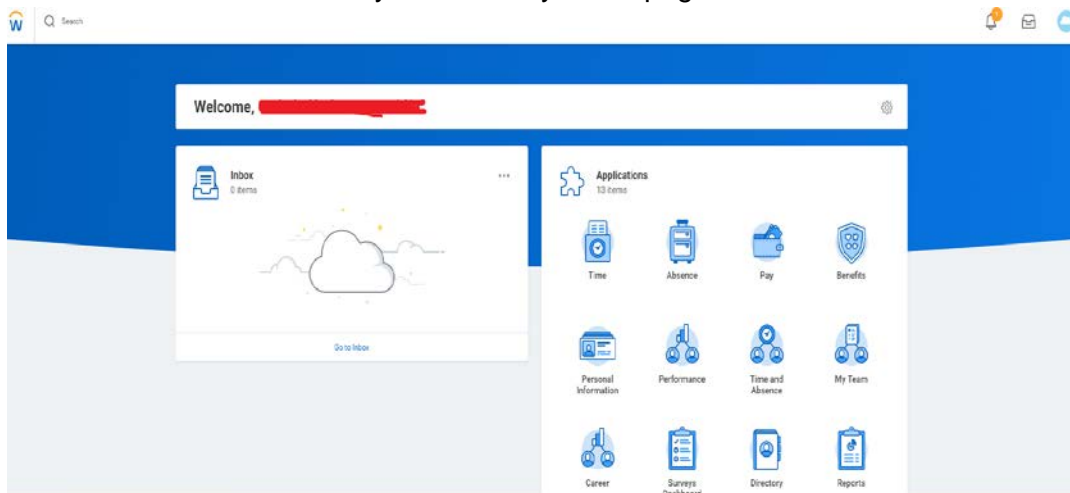 Search
Welcome,
Inbox
0 items
Go to Inbox
Applications
13 items
Time
Absence
Pay
Benefits
Personal
Information
Performance
Time and
Absence
My Team
Career
Surveys
Directory
Reports